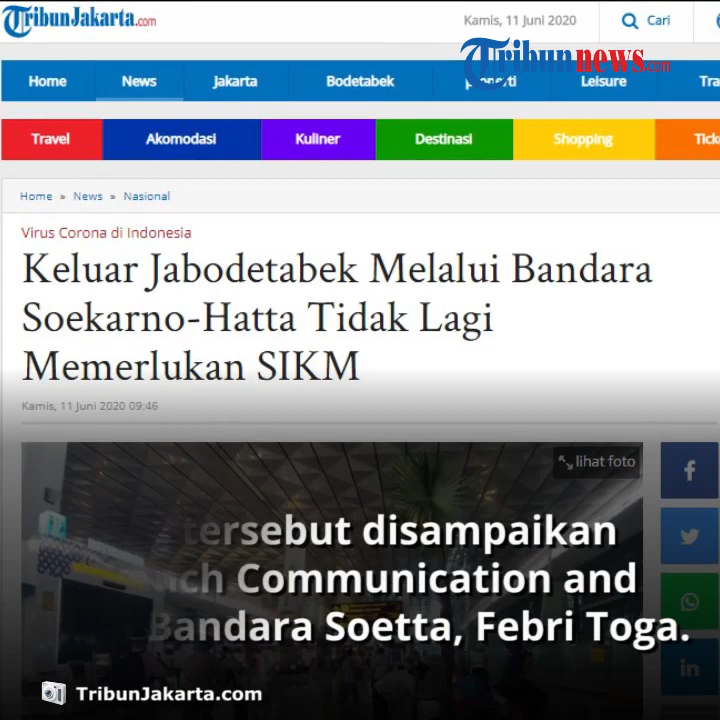 TribunJakarta.com
Kamis, 11 Juni 2020
Cari
Tribunnews.com
Home News Jakarta Bodetabek Leisure
Travel Akomodasi Kuliner Destinasi Shopping
Home » News » Nasional
Virus Corona di Indonesia
Keluar Jabodetabek Melalui Bandara
Soekarno-Hatta Tidak Lagi
Memerlukan SIKM
Kamis, 11 Juni 2020 09:46
lihat foto
tersebut disampaikan
Communication and
Bandara Soetta, Febri Toga.
TribunJakarta.com